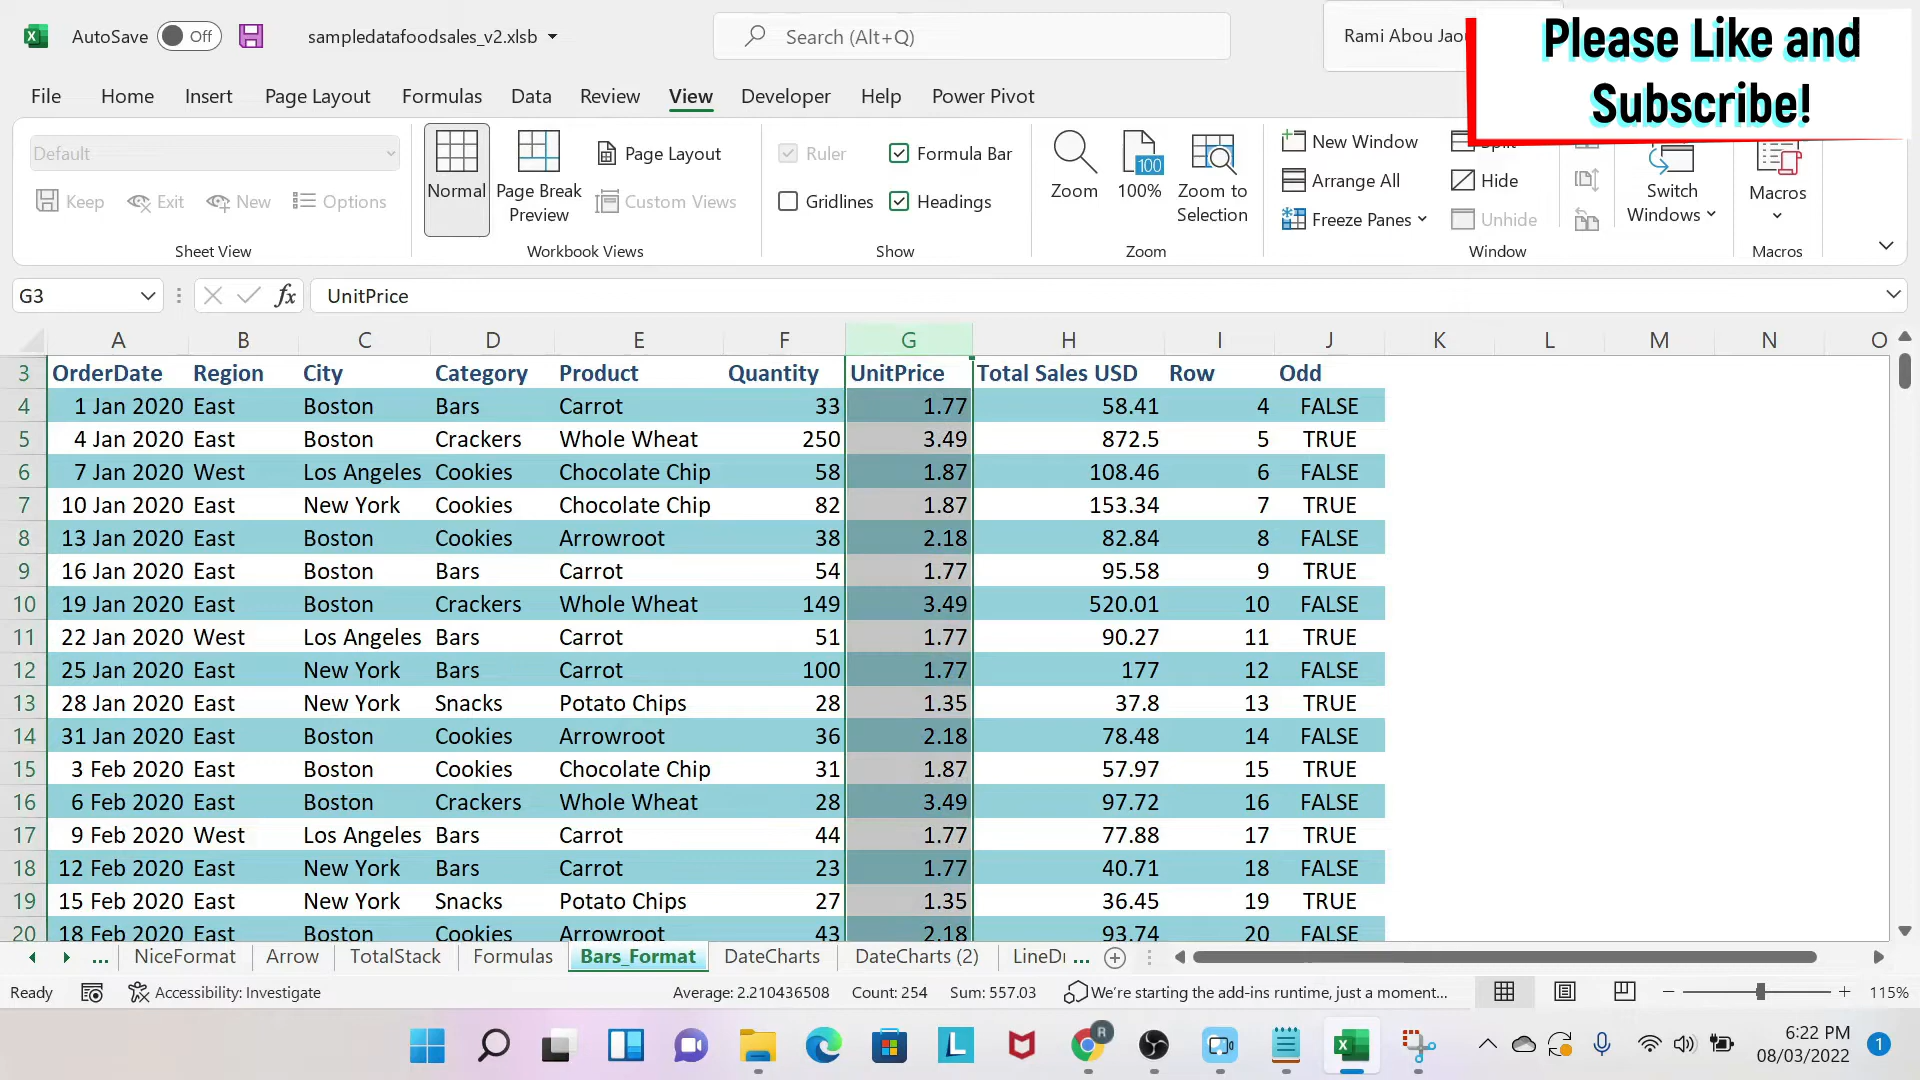 AutoSave Off sampledatafoodsales_v2.xlsb Search (Alt+Q) Rami Abou Jaou
Please Like and
Subscribe!
File Home Insert Page Layout Formulas Data Review View Developer Help Power Pivot
Default
Keep Exit New Options
Sheet View
Normal
Page Break
Preview
Page Layout
Custom Views
Workbook Views
Ruler Formula Bar
Gridlines Headings
Show
Zoom
100
100%
Zoom to
Selection
Zoom
New Window
Arrange All
Freeze Panes
Split
Hide
Unhide
Window
Switch
Windows
Macros
Macros
G3 fx UnitPrice
A B C D E F G H I J K L M N O
3 OrderDate Region City Category Product Quantity UnitPrice Total Sales USD Row Odd
4 1 Jan 2020 East Boston Bars Carrot 33 1.77 58.41 4 FALSE
5 4 Jan 2020 East Boston Crackers Whole Wheat 250 3.49 872.5 5 TRUE
6 7 Jan 2020 West Los Angeles Cookies Chocolate Chip 58 1.87 108.46 6 FALSE
7 10 Jan 2020 East New York Cookies Chocolate Chip 82 1.87 153.34 7 TRUE
8 13 Jan 2020 East Boston Cookies Arrowroot 38 2.18 82.84 8 FALSE
9 16 Jan 2020 East Boston Bars Carrot 54 1.77 95.58 9 TRUE
10 19 Jan 2020 East Boston Crackers Whole Wheat 149 3.49 520.01 10 FALSE
11 22 Jan 2020 West Los Angeles Bars Carrot 51 1.77 90.27 11 TRUE
12 25 Jan 2020 East New York Bars Carrot 100 1.77 177 12 FALSE
13 28 Jan 2020 East New York Snacks Potato Chips 28 1.35 37.8 13 TRUE
14 31 Jan 2020 East Boston Cookies Arrowroot 36 2.18 78.48 14 FALSE
15 3 Feb 2020 East Boston Cookies Chocolate Chip 31 1.87 57.97 15 TRUE
16 6 Feb 2020 East Boston Crackers Whole Wheat 28 3.49 97.72 16 FALSE
17 9 Feb 2020 West Los Angeles Bars Carrot 44 1.77 77.88 17 TRUE
18 12 Feb 2020 East New York Bars Carrot 23 1.77 40.71 18 FALSE
19 15 Feb 2020 East New York Snacks Potato Chips 27 1.35 36.45 19 TRUE
20 18 Feb 2020 East Boston Cookies Arrowroot 43 2.18 93.74 20 FALSE
... NiceFormat Arrow TotalStack Formulas Bars_Format DateCharts DateCharts (2) LineDr ...
Ready Accessibility: Investigate Average: 2.210436508 Count: 254 Sum: 557.03 We're starting the add-ins runtime, just a moment... 115%
6:22 PM
08/03/2022
1